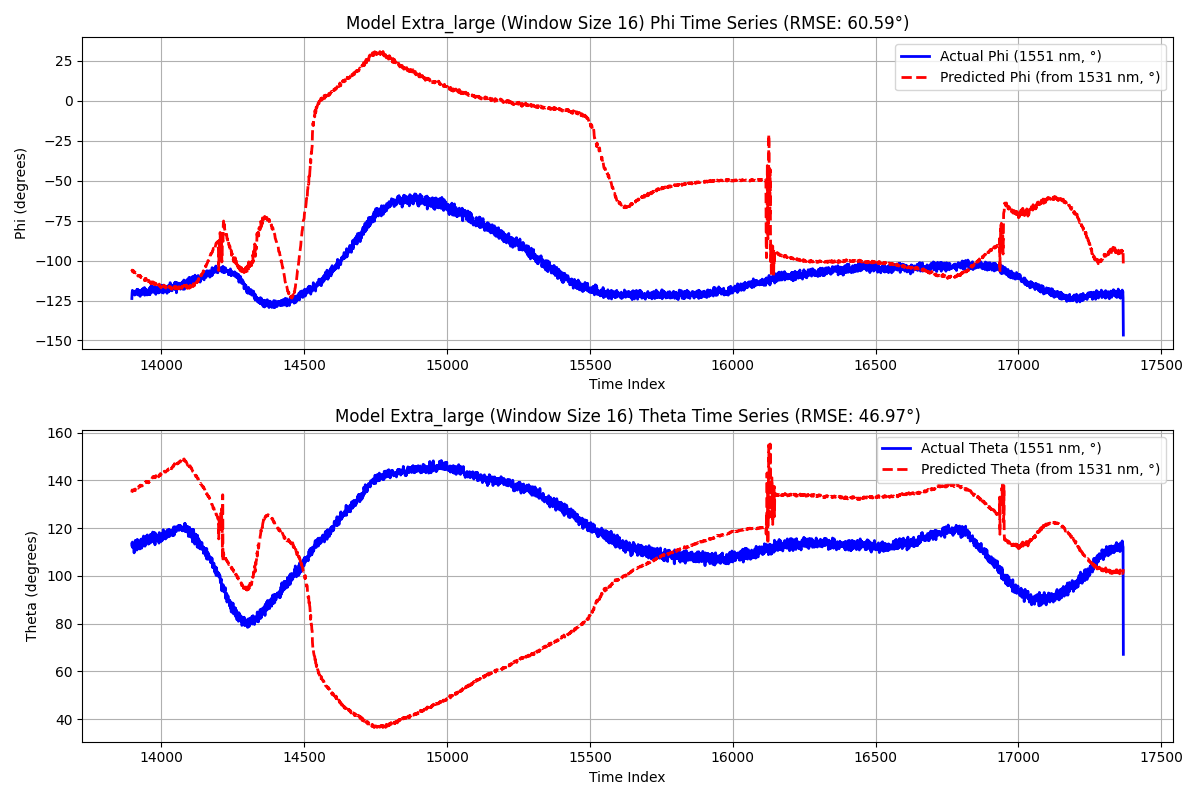 Model Extra_large (Window Size 16) Phi Time Series (RMSE: 60.59°)
Actual Phi (1551 nm, °)
Predicted Phi (from 1531 nm, °)
Phi (degrees)
25
0
−25
−50
−75
−100
−125
−150
14000 14500 15000 15500 16000 16500 17000 17500
Time Index
Model Extra_large (Window Size 16) Theta Time Series (RMSE: 46.97°)
Actual Theta (1551 nm, °)
Predicted Theta (from 1531 nm, °)
Theta (degrees)
160
140
120
100
80
60
40
14000 14500 15000 15500 16000 16500 17000 17500
Time Index